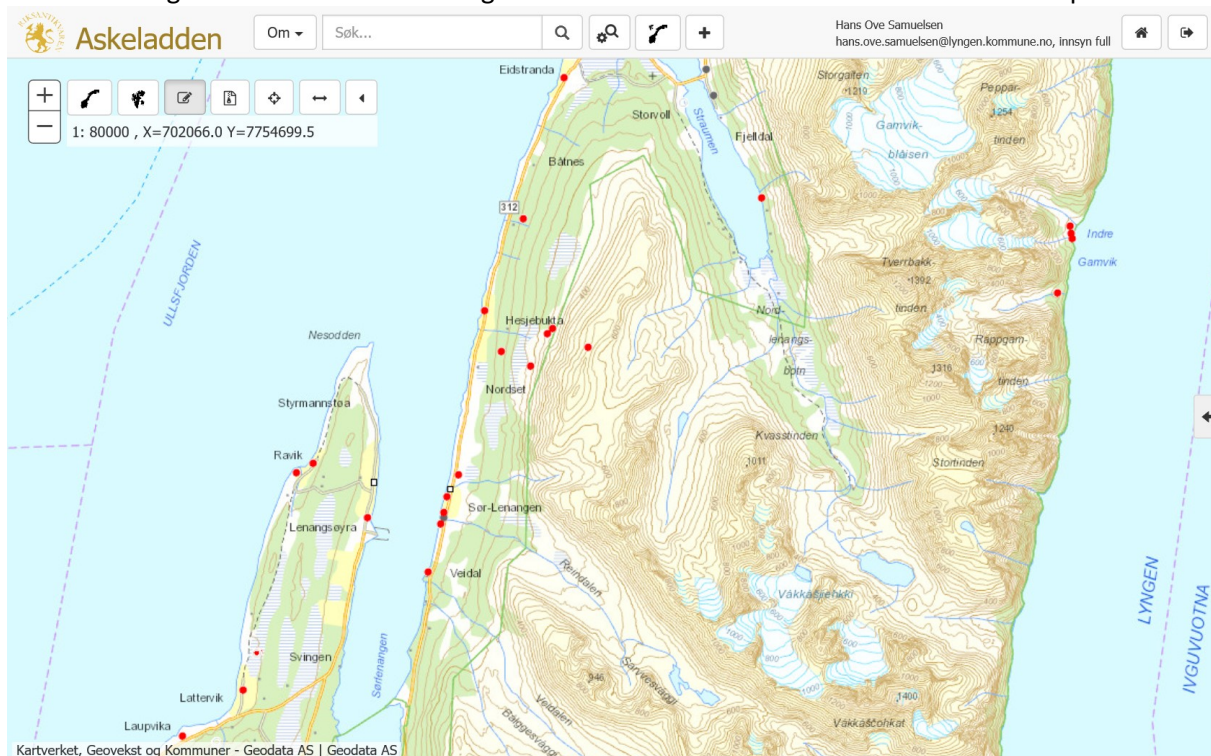 Askeladden
Om
Søk...
Hans Ove Samuelsen
hans.ove.samuelsen@lyngen.kommune.no, innsyn full
1: 80000 , X=702066.0 Y=7754699.5
Eidstranda
Storvoll
Straumen
Fjelldal
Storgalten
1219
Gamvik-
blåisen
Peppar-
1254
tinden
Båtnes
312
ULLSFJORDEN
Indre
Gamvik
Tverrbakk-
1392
tinden
Hesjebukta
Nord-
lenangs-
botn
Nesodden
Rappgam-
1316
tinden
Nordset
Styrmannstøa
Kvasstinden
1011
1240
Stortinden
Ravik
Sør-Lenangen
Lenangsøyra
Veidal
Reindalen
LYNGEN
IVGUVUOTNA
Sørlenangen
Svingen
946
Veidalen
1400
Lattervik
Laupvika
Kartverket, Geovekst og Kommuner - Geodata AS | Geodata AS